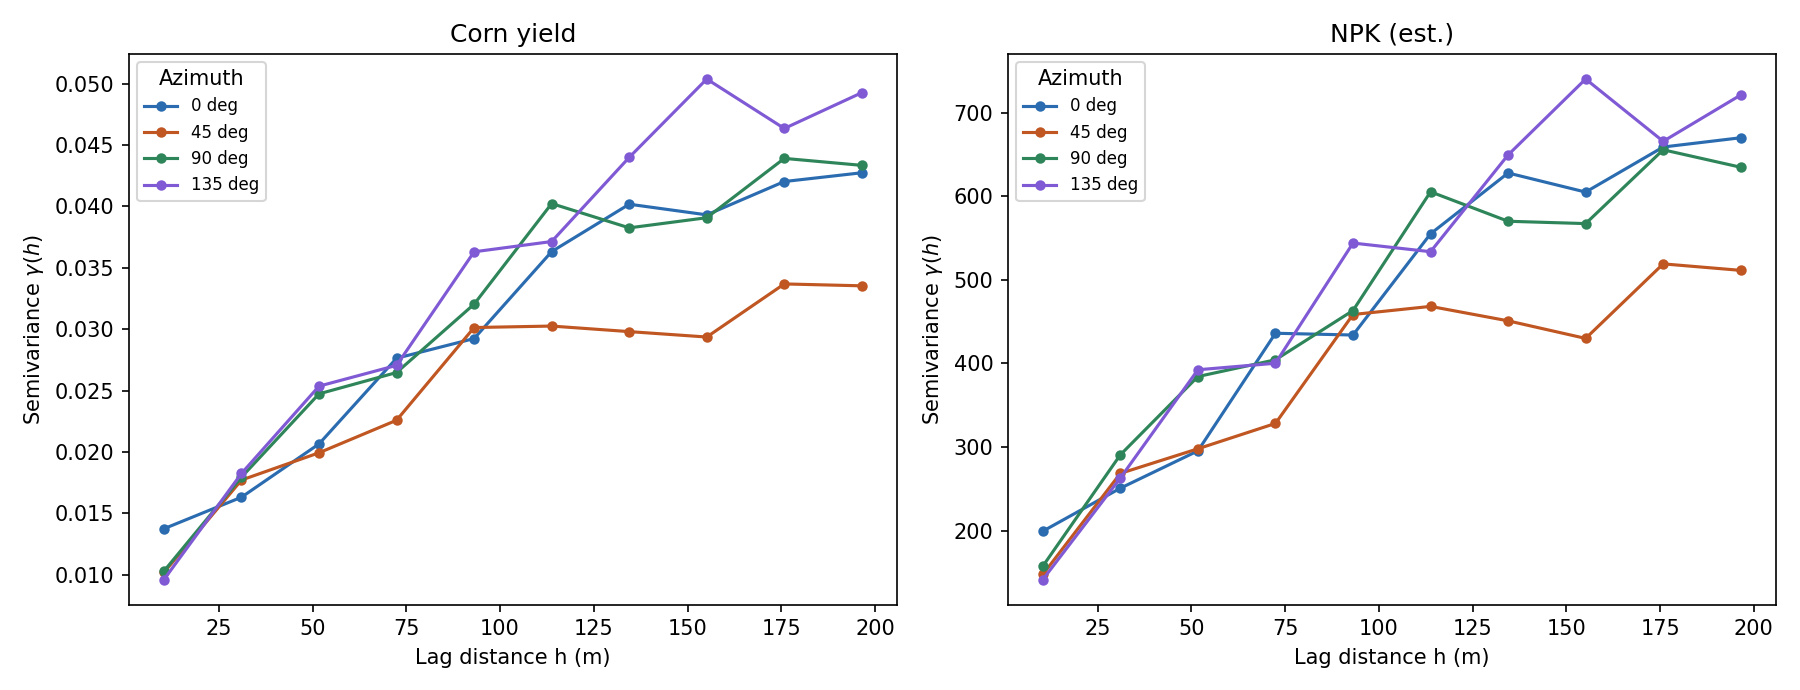 Corn yield
Azimuth
0 deg
45 deg
90 deg
135 deg
0.050
0.045
0.040
0.035
0.030
0.025
0.020
0.015
0.010
Semivariance γ(h)
25 50 75 100 125 150 175 200
Lag distance h (m)
NPK (est.)
Azimuth
0 deg
45 deg
90 deg
135 deg
700
600
500
400
300
200
Semivariance γ(h)
25 50 75 100 125 150 175 200
Lag distance h (m)